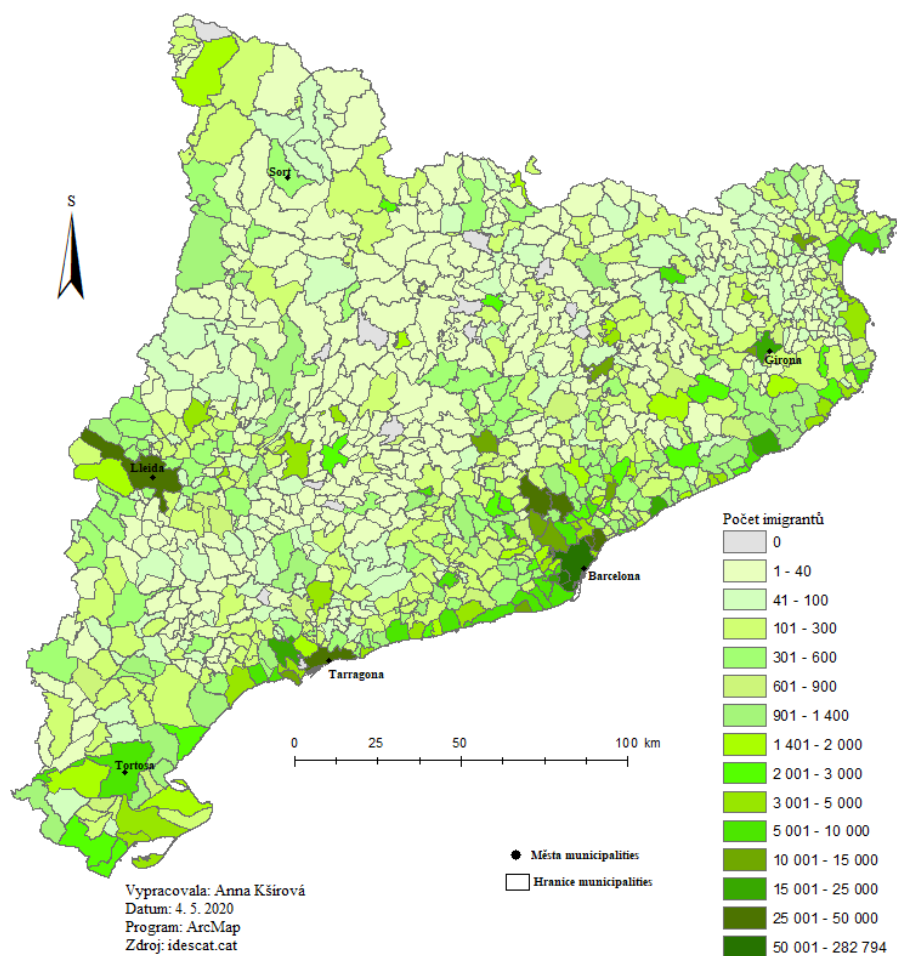 S
Sort
Girona
Lleida
Barcelona
Tarragona
Tortosa
0 25 50 100 km
Města municipalities
Hranice municipalities
Vypracovala: Anna Kšírová
Datum: 4. 5. 2020
Program: ArcMap
Zdroj: idescat.cat
Počet imigrantů
0
1 - 40
41 - 100
101 - 300
301 - 600
601 - 900
901 - 1 400
1 401 - 2 000
2 001 - 3 000
3 001 - 5 000
5 001 - 10 000
10 001 - 15 000
15 001 - 25 000
25 001 - 50 000
50 001 - 282 794